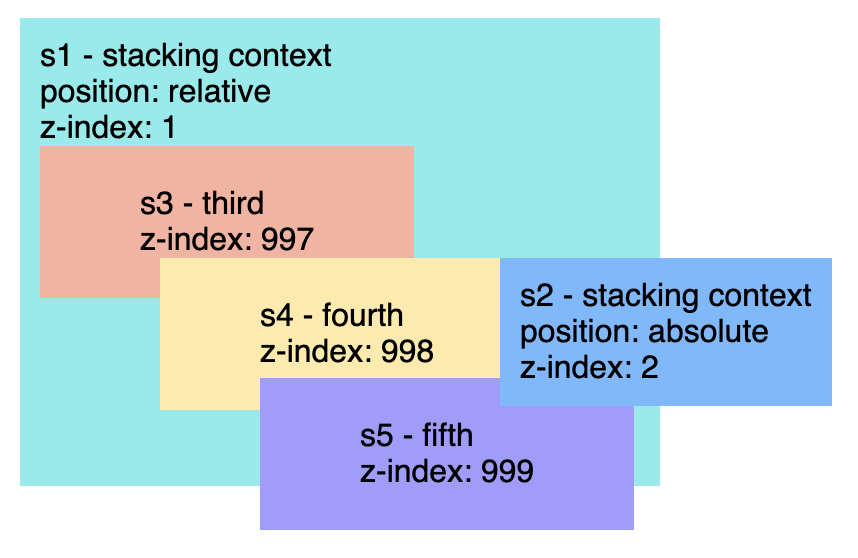 s1 - stacking context
position: relative
z-index: 1
s3 - third
z-index: 997
s4 - fourth
z-index: 998
s2 - stacking context
position: absolute
z-index: 2
s5 - fifth
z-index: 999